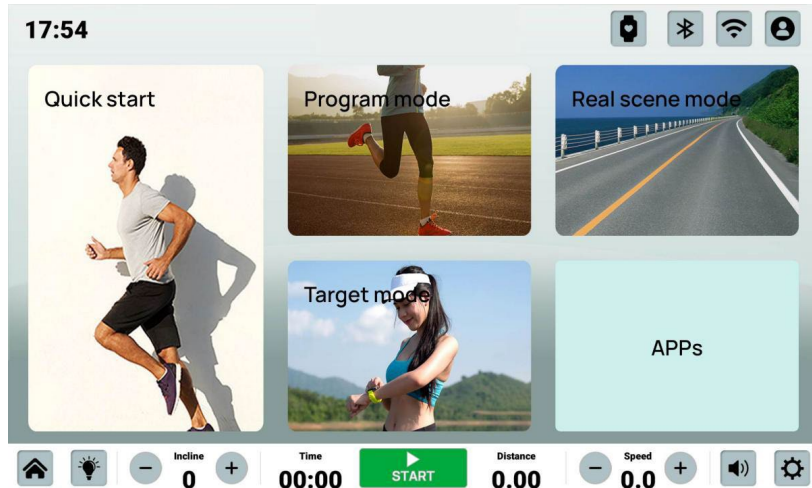 17:54
Quick start
Program mode
Real scene mode
Target mode
APPs
Incline
0
Time
00:00
START
Distance
0.00
Speed
0.0